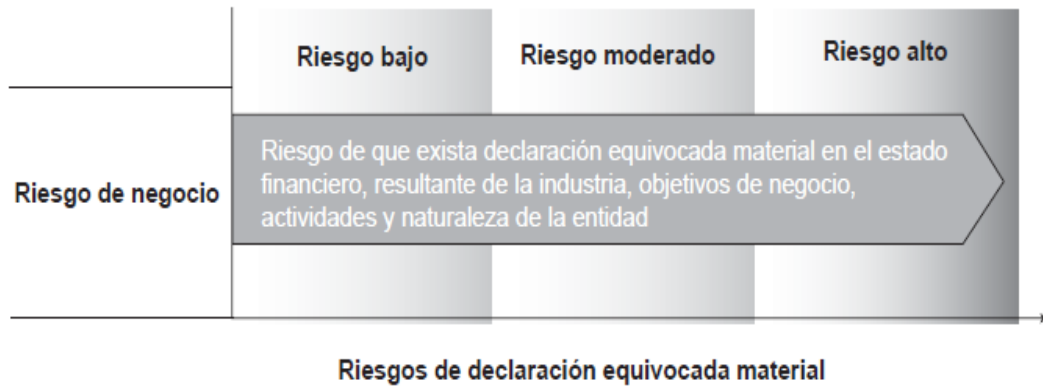 Riesgo bajo
Riesgo moderado
Riesgo alto
Riesgo de negocio
Riesgo de que exista declaración equivocada material en el estado
financiero, resultante de la industria, objetivos de negocio,
actividades y naturaleza de la entidad
Riesgos de declaración equivocada material